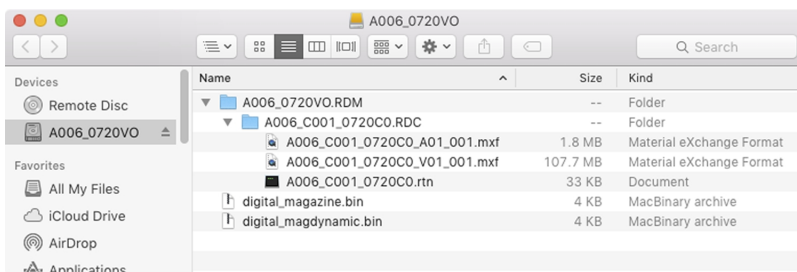 A006_0720VO
Search
Name Size Kind
Devices
Remote Disc
A006_0720VO
Favorites
All My Files
iCloud Drive
AirDrop
Applications
A006_0720VO.RDM -- Folder
A006_C001_0720C0.RDC -- Folder
A006_C001_0720C0_A01_001.mxf 1.8 MB Material eXchange Format
A006_C001_0720C0_V01_001.mxf 107.7 MB Material eXchange Format
A006_C001_0720C0.rtn 33 KB Document
digital_magazine.bin 4 KB MacBinary archive
digital_magdynamic.bin 4 KB MacBinary archive